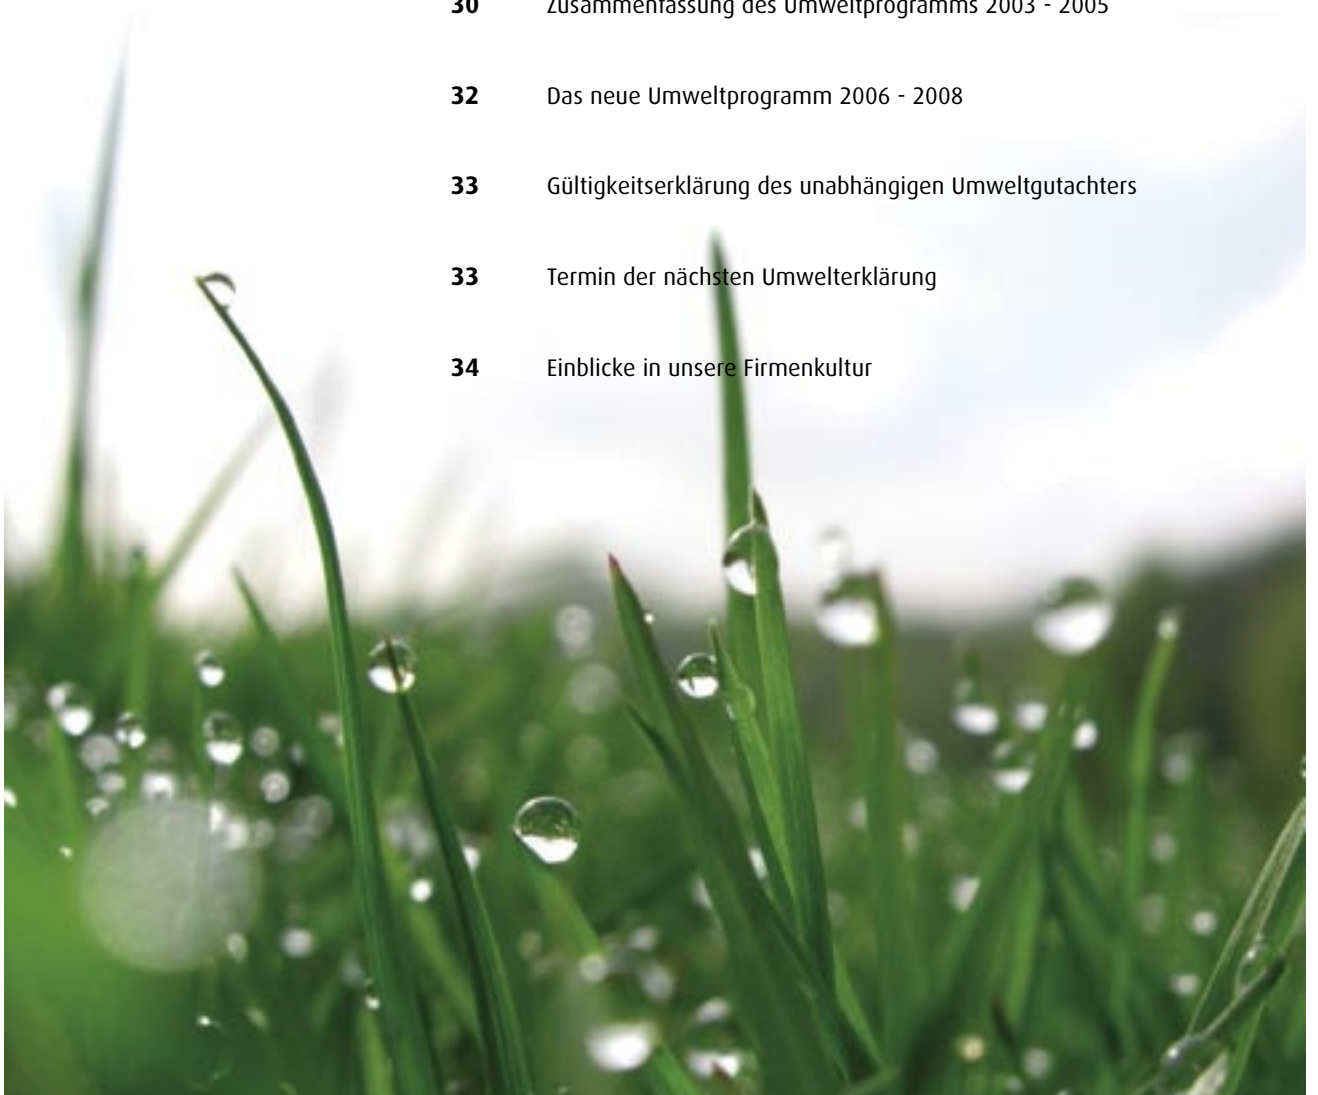 30 Zusammenfassung des Umweltprogramms 2003 - 2005
32 Das neue Umweltprogramm 2006 - 2008
33 Gültigkeitserklärung des unabhängigen Umweltgutachters
33 Termin der nächsten Umwelterklärung
34 Einblicke in unsere Firmenkultur